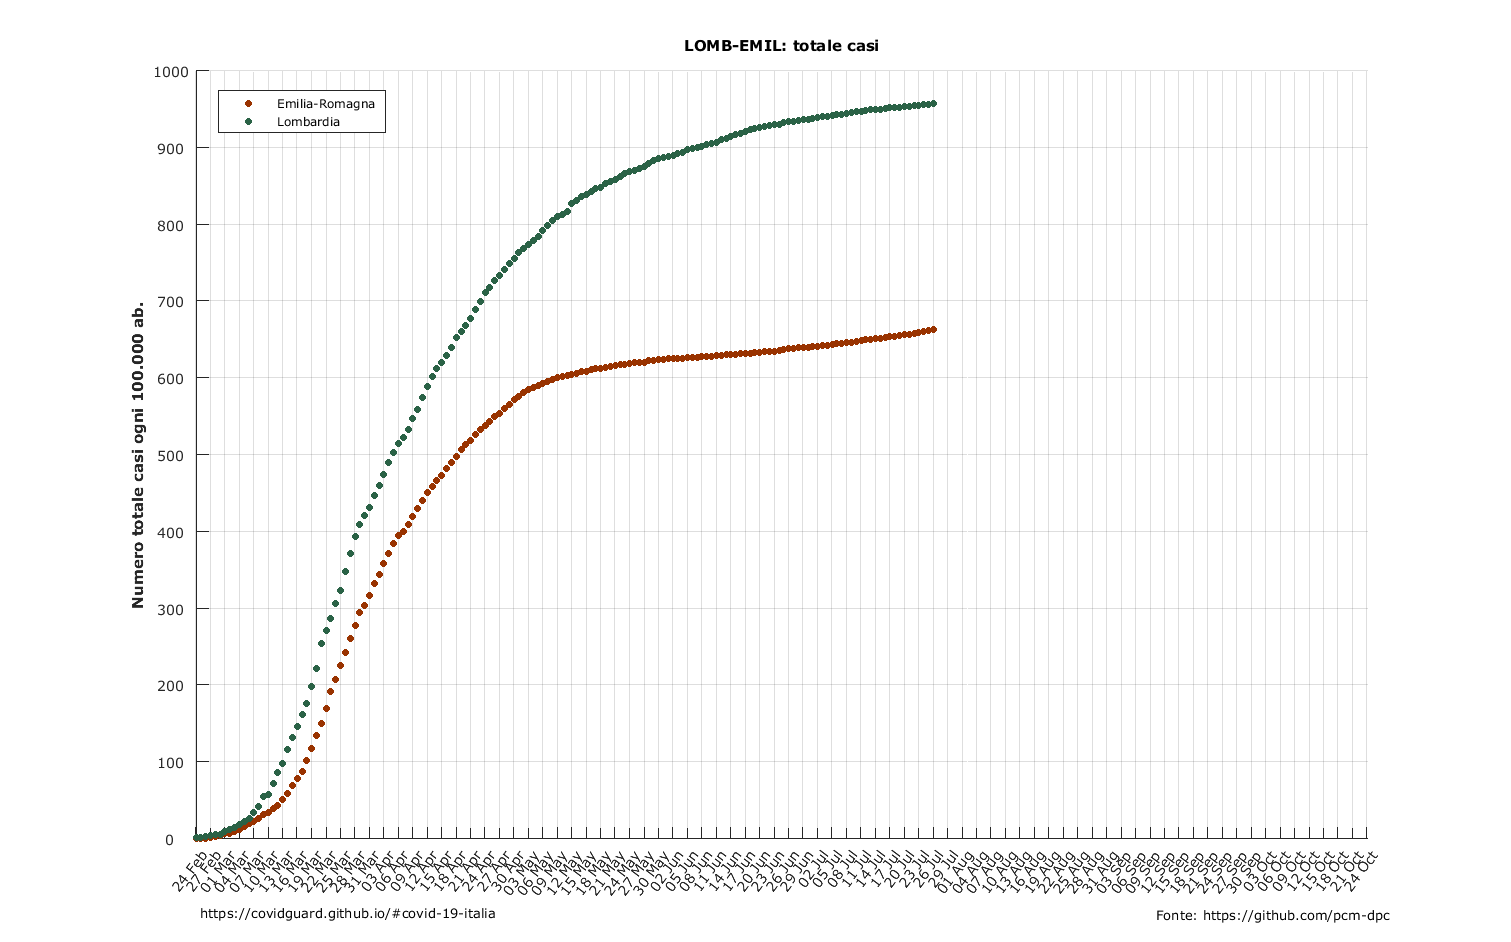 LOMB-EMIL: totale casi
Numero totale casi ogni 100.000 ab.
1000
900
800
700
600
500
400
300
200
100
0
Emilia-Romagna
Lombardia
24 Feb
27 Feb
01 Mar
04 Mar
07 Mar
10 Mar
13 Mar
16 Mar
19 Mar
22 Mar
25 Mar
28 Mar
31 Mar
03 Apr
06 Apr
09 Apr
12 Apr
15 Apr
18 Apr
21 Apr
24 Apr
27 Apr
30 Apr
03 May
06 May
09 May
12 May
15 May
18 May
21 May
24 May
27 May
30 May
02 Jun
05 Jun
08 Jun
11 Jun
14 Jun
17 Jun
20 Jun
23 Jun
26 Jun
29 Jun
02 Jul
05 Jul
08 Jul
11 Jul
14 Jul
17 Jul
20 Jul
23 Jul
26 Jul
29 Jul
01 Aug
04 Aug
07 Aug
10 Aug
13 Aug
16 Aug
19 Aug
22 Aug
25 Aug
28 Aug
31 Aug
03 Sep
06 Sep
09 Sep
12 Sep
15 Sep
18 Sep
21 Sep
24 Sep
27 Sep
30 Sep
03 Oct
06 Oct
09 Oct
12 Oct
15 Oct
18 Oct
21 Oct
24 Oct
https://covidguard.github.io/#covid-19-italia
Fonte: https://github.com/pcm-dpc